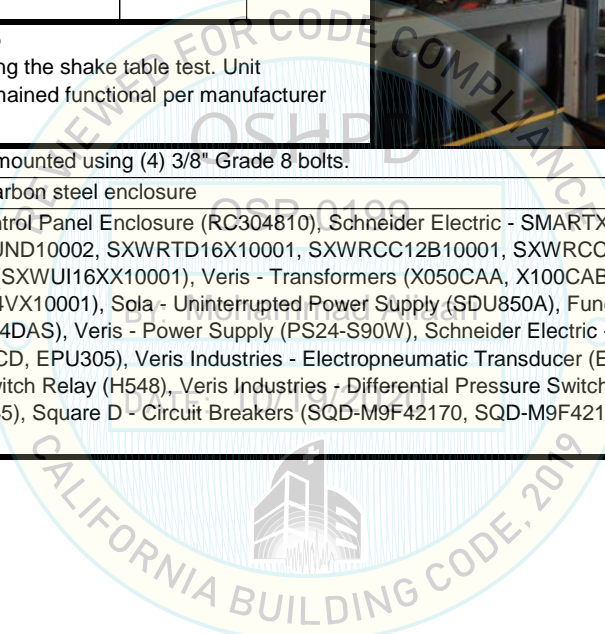 ng the shake table test. Unit
nained functional per manufacturer
REVIEWED FOR CODE COMPLIANCE
OSHPD
mounted using (4) 3/8" Grade 8 bolts.
arbon steel enclosure
OSP-0199
trol Panel Enclosure (RC304810), Schneider Electric - SMARTX
UND10002, SXWRTD16X10001, SXWRCC12B10001, SXWRCC
(SXWUI16XX10001), Veris - Transformers (X050CAA, X100CAB
4VX10001), Sola - Uninterrupted Power Supply (SDU850A), Fun
BY: Mohammad
4DAS), Veris - Power Supply (PS24-S90W), Schneider Electric -
CD, EPU305), Veris Industries - Electropneumatic Transducer (E
witch Relay (H548), Veris Industries - Differential Pressure Switch
DATE: 10/19/2020
5), Square D - Circuit Breakers (SQD-M9F42170, SQD-M9F421
CALIFORNIA BUILDING CODE, 2019